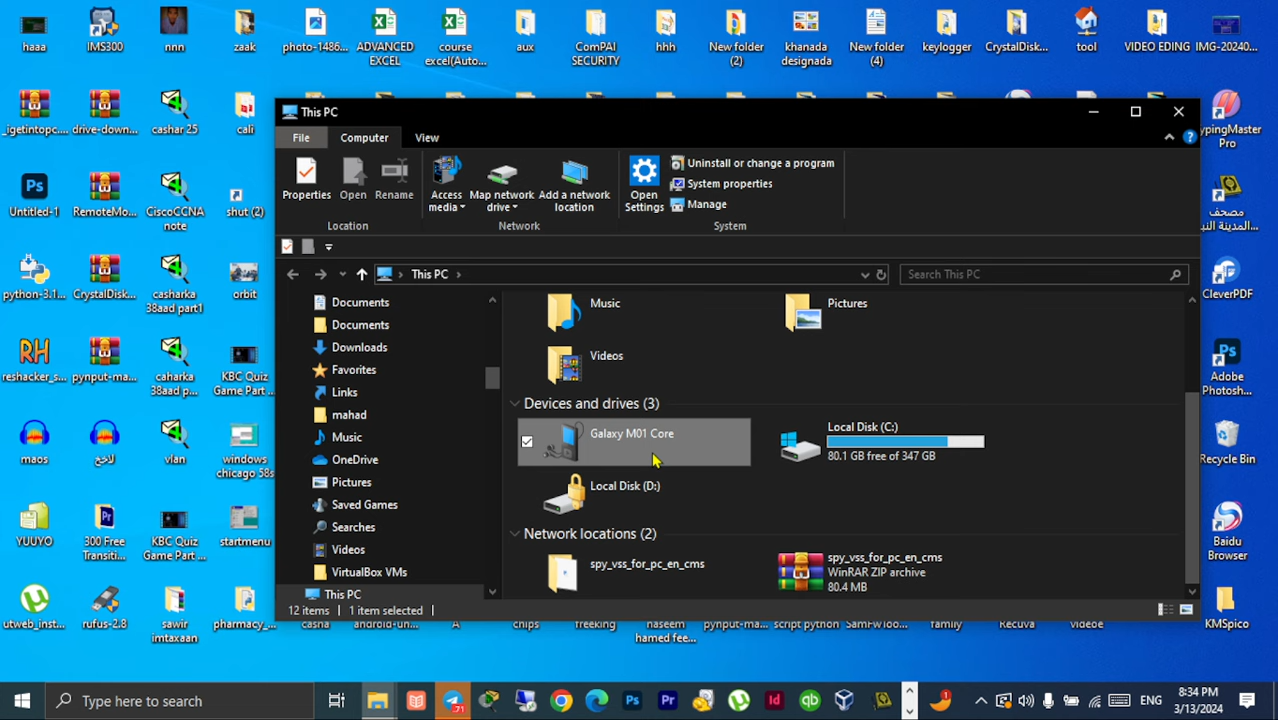 haaa
IMS300
nnn
zaak
photo-1486...
ADVANCED EXCEL
course excel(Auto...
aux
ComPAI SECURITY
hhh
New folder (2)
khanada designada
New folder (4)
keylogger
CrystalDisk...
tool
VIDEO EDING
IMG-20240...
_igetintopc....
drive-down...
cashar 25
cali
ypingMaster Pro
Untitled-1
RemoteMo...
CiscoCCNA note
shut (2)
مصحف
المدينة الن...
python-3.1...
CrystalDisk...
casharka 38aad part1
orbit
CleverPDF
reshacker_s...
pynput-ma...
caharka 38aad p...
KBC Quiz Game Part ...
Adobe Photosh...
maos
لاخع
vlan
windows chicago 58s
Recycle Bin
YUUYO
300 Free Transiti...
KBC Quiz Game Part ...
startmenu
Baidu Browser
utweb_inst...
rufus-2.8
sawir imtaxaan
pharmacy_...
casha
android-un...
A
chips
freeking
naseem hamed fee...
pynput-ma...
script python
SamFwToo...
family
Recuva
videoe
KMSpico
This PC
File
Computer
View
Properties
Open
Rename
Access media
Map network drive
Add a network location
Open Settings
Uninstall or change a program
System properties
Manage
Location
Network
System
This PC
Search This PC
Documents
Documents
Downloads
Favorites
Links
mahad
Music
OneDrive
Pictures
Saved Games
Searches
Videos
VirtualBox VMs
This PC
Music
Pictures
Videos
Devices and drives (3)
Galaxy M01 Core
Local Disk (C:)
80.1 GB free of 347 GB
Local Disk (D:)
Network locations (2)
spy_vss_for_pc_en_cms
spy_vss_for_pc_en_cms
WinRAR ZIP archive
80.4 MB
12 items
1 item selected
Type here to search
71
ENG
8:34 PM
3/13/2024